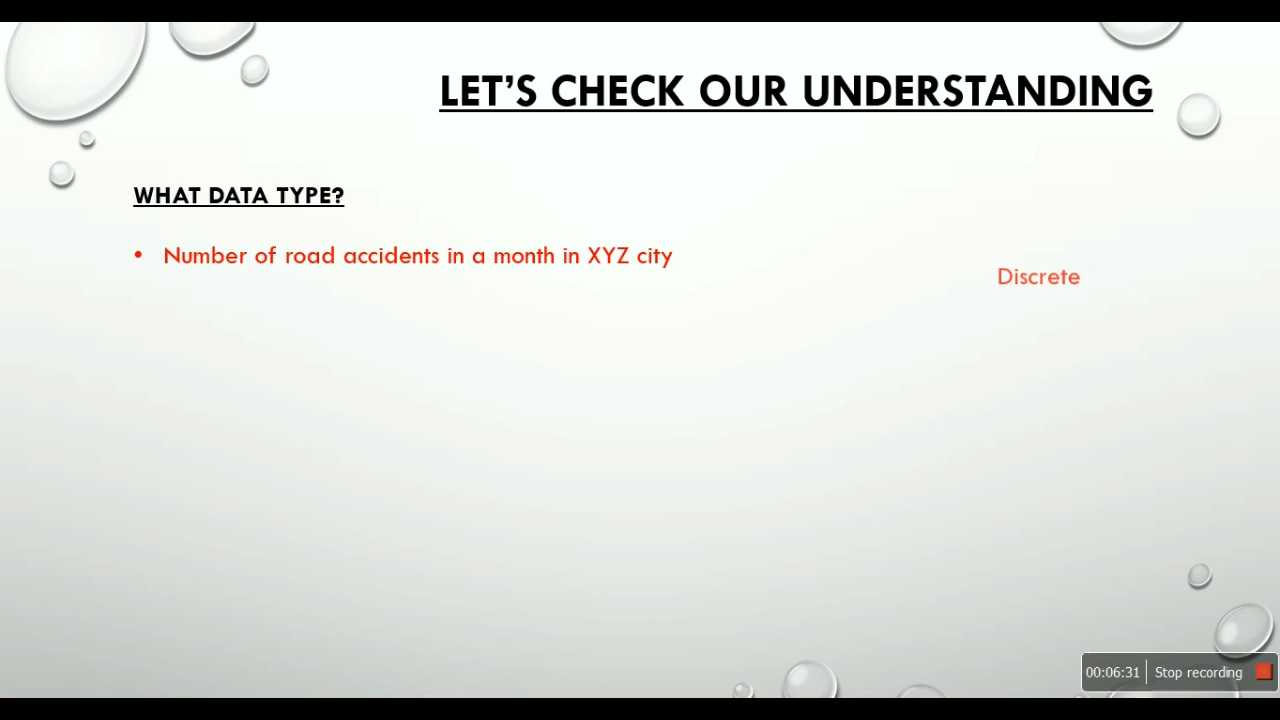 LET'S CHECK OUR UNDERSTANDING
WHAT DATA TYPE?
• Number of road accidents in a month in XYZ city
Discrete
00:06:31 Stop recording